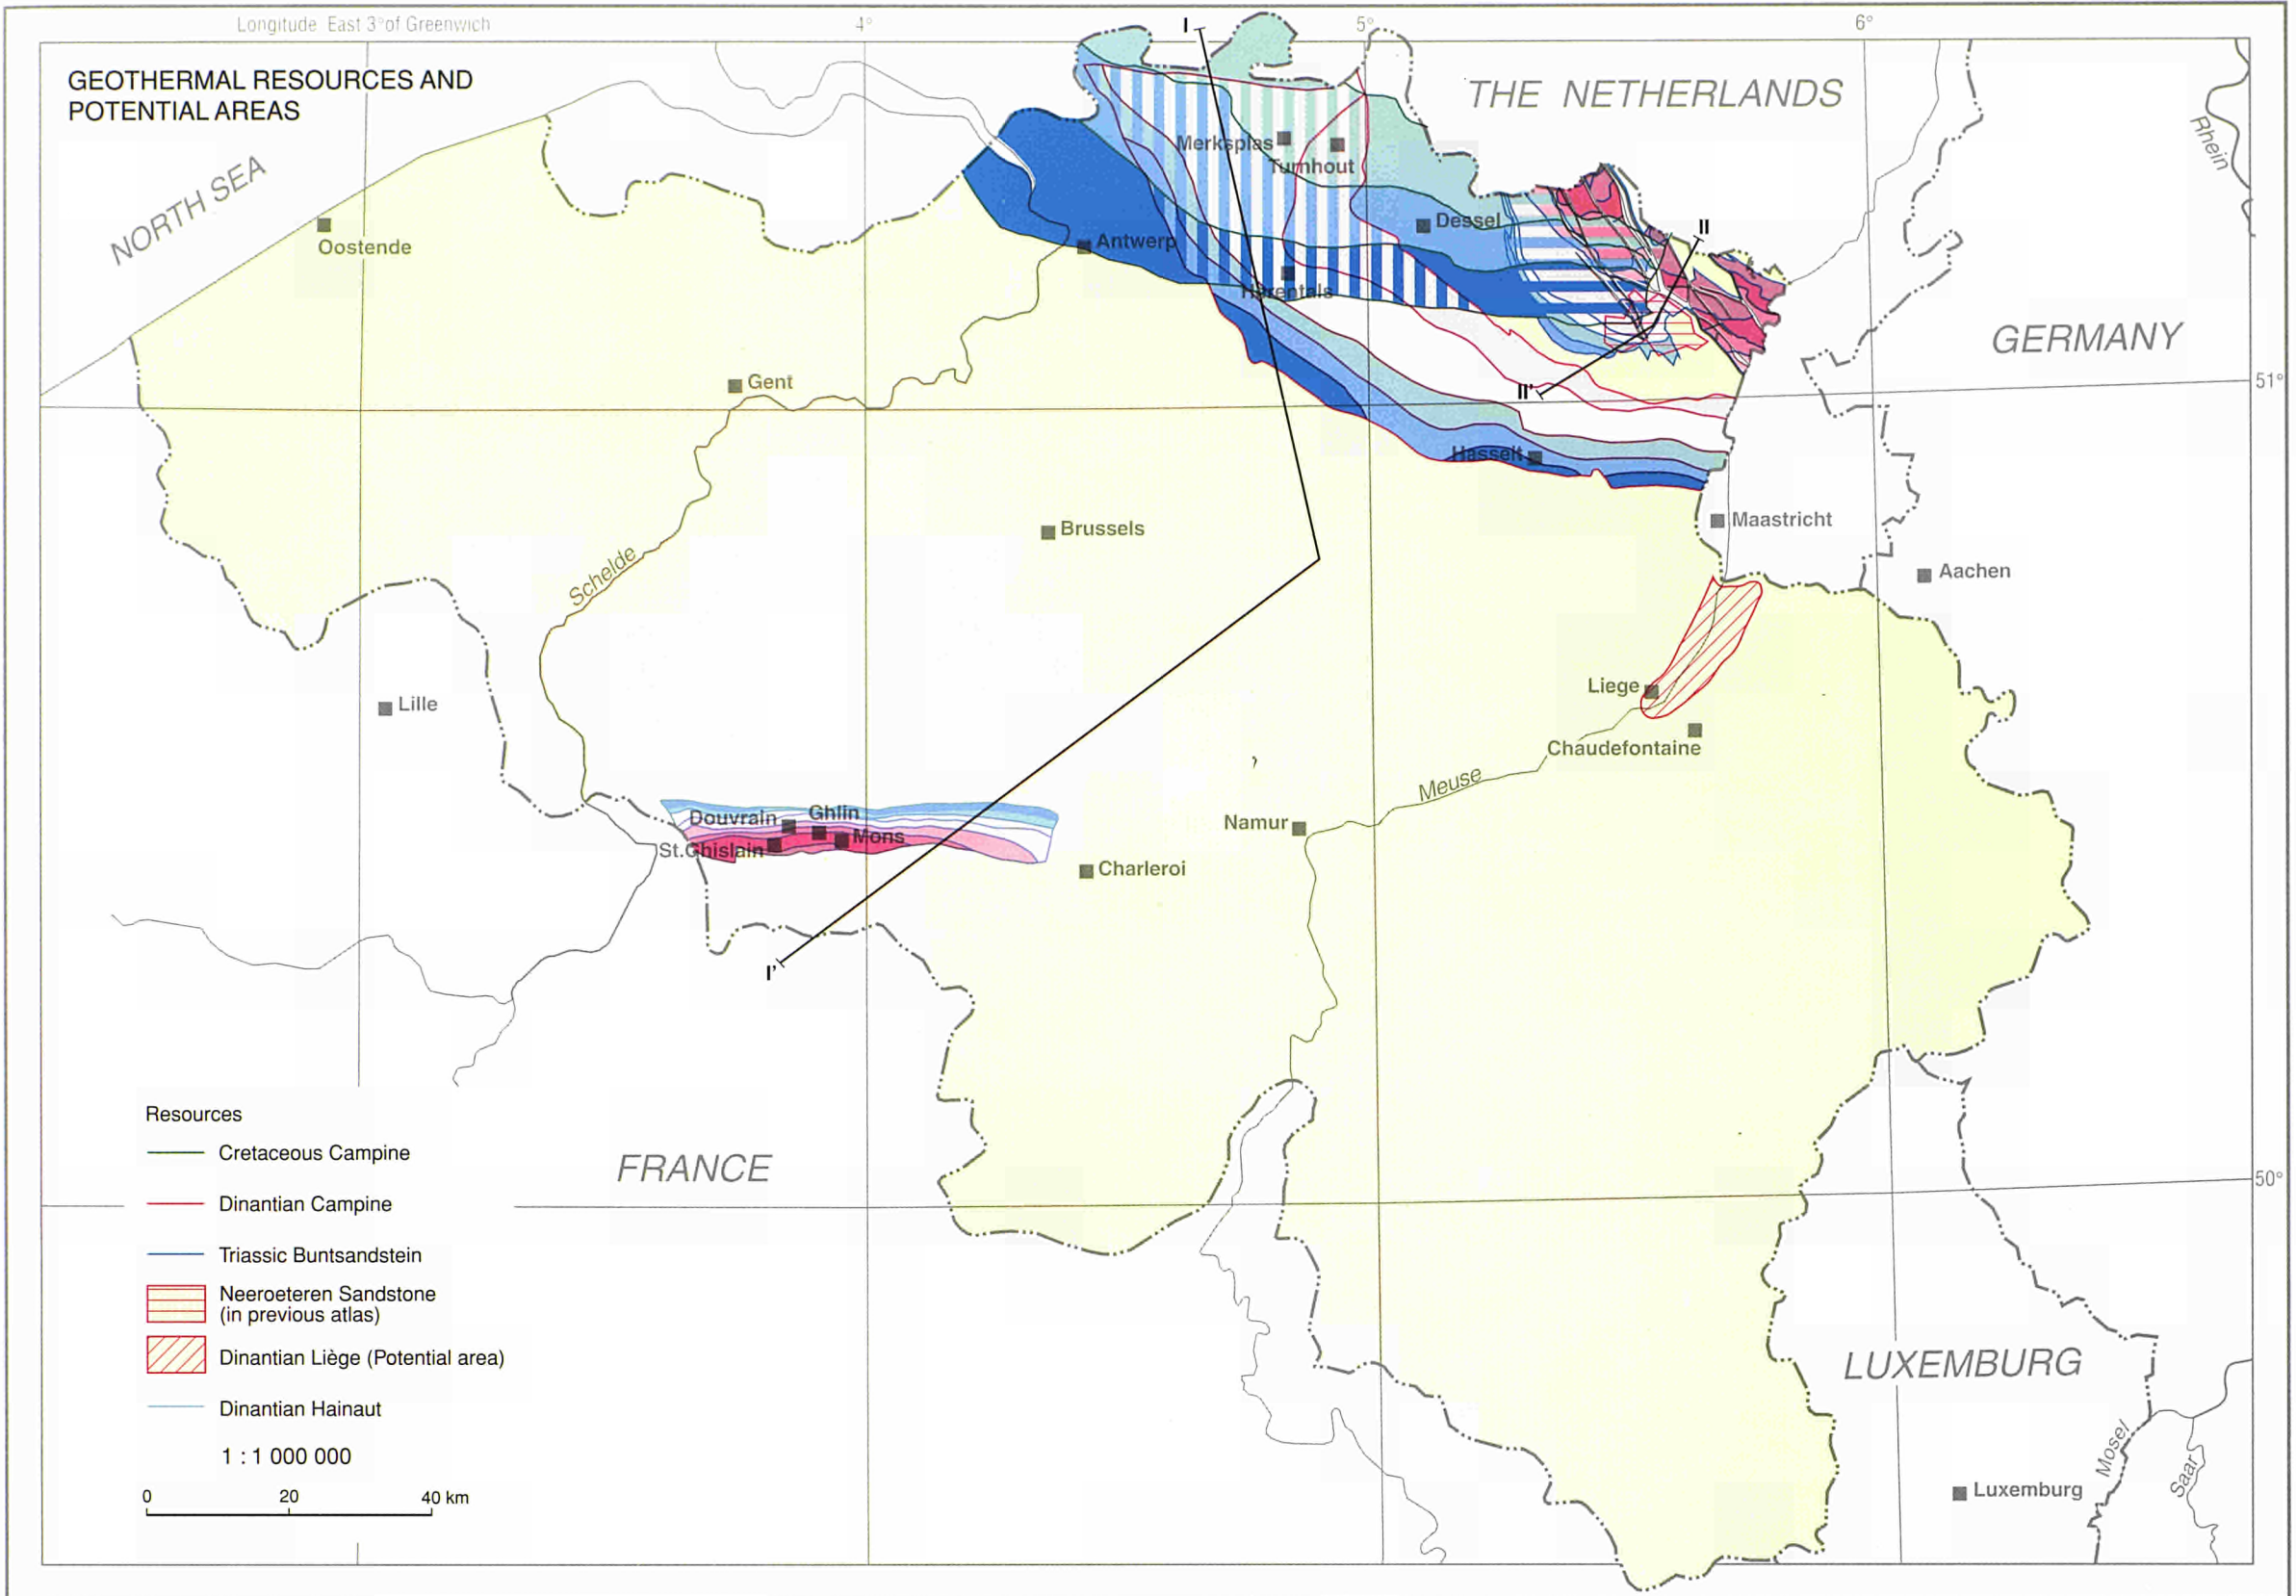 Longitude East 3° of Greenwich
4°
5°
6°
I
GEOTHERMAL RESOURCES AND
POTENTIAL AREAS
THE NETHERLANDS
Rhein
NORTH SEA
Merksplas
Turnhout
Oostende
Antwerp
Dessel
II
Herentals
GERMANY
51°
Gent
II'
Hasselt
Maastricht
Brussels
Schelde
Aachen
Lille
Liege
Chaudefontaine
Meuse
Douvrain
Ghlin
Mons
St.Ghislain
Namur
Charleroi
I'
Resources
Cretaceous Campine
Dinantian Campine
Triassic Buntsandstein
Neeroeteren Sandstone
(in previous atlas)
Dinantian Liège (Potential area)
Dinantian Hainaut
1 : 1 000 000
0 20 40 km
FRANCE
50°
LUXEMBURG
Mosel
Saar
Luxemburg